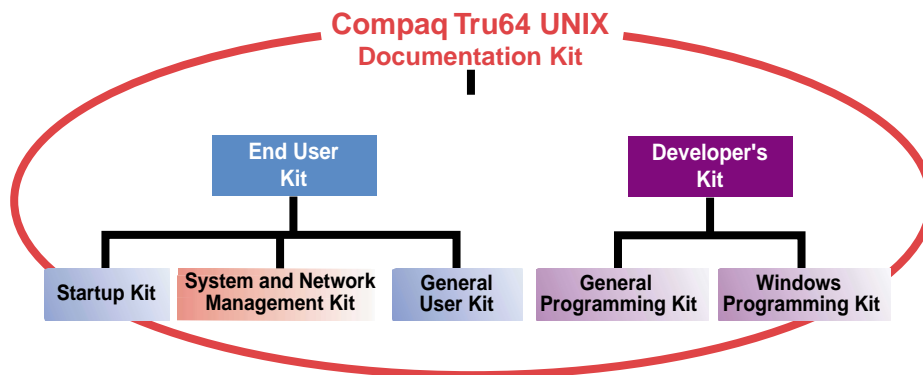 Compaq Tru64 UNIX
Documentation Kit
End User
Kit
Developer's
Kit
Startup Kit
System and Network
Management Kit
General
User Kit
General
Programming Kit
Windows
Programming Kit